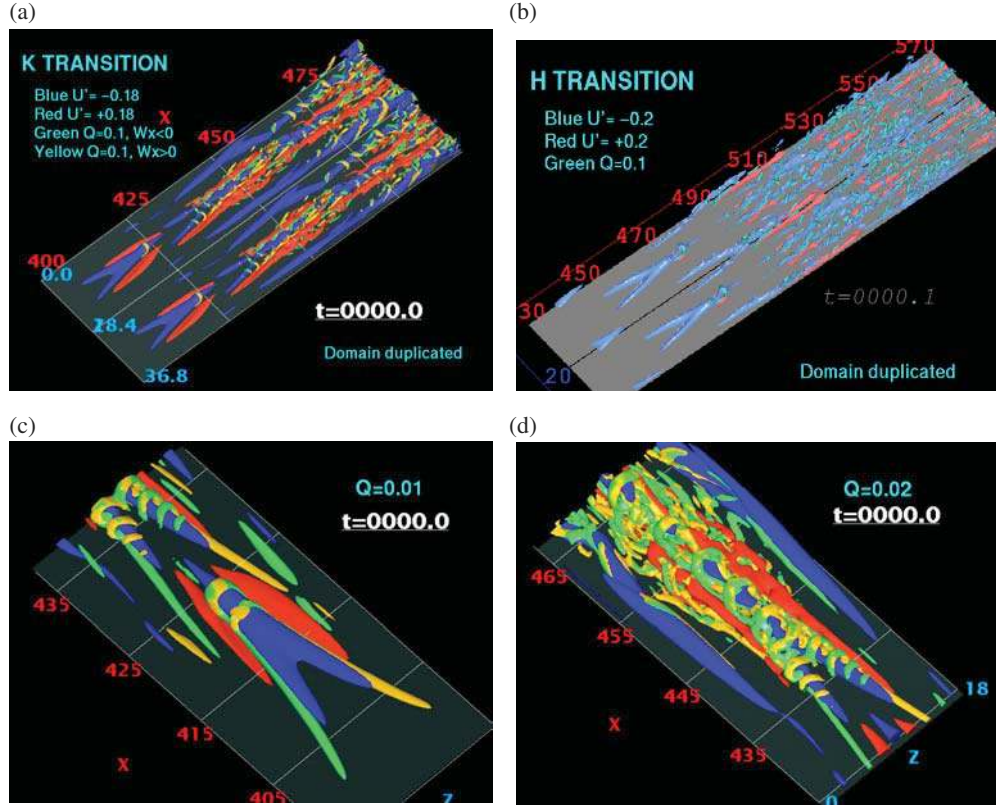 (a)
K TRANSITION
Blue U'= −0.18
Red U'= +0.18
Green Q=0.1, Wx<0
Yellow Q=0.1, Wx>0
X
475
450
425
400
0.0
18.4
36.8
t=0000.0
Domain duplicated
(b)
H TRANSITION
Blue U'= −0.2
Red U'= +0.2
Green Q=0.1
570
550
530
510
490
470
450
30
20
t=0000.1
Domain duplicated
(c)
Q=0.01
t=0000.0
435
425
415
405
X
Z
(d)
Q=0.02
t=0000.0
465
455
445
435
X
18
Z
0